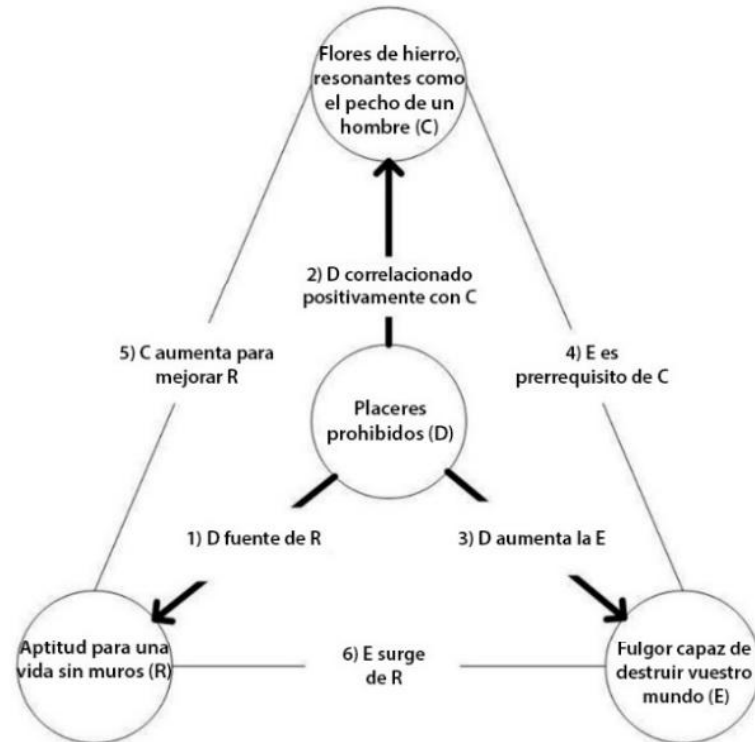 Flores de hierro,
resonantes como
el pecho de un
hombre (C)
2) D correlacionado
positivamente con C
5) C aumenta para
mejorar R
4) E es
prerrequisito de C
Placeres
prohibidos (D)
1) D fuente de R
3) D aumenta la E
Aptitud para una
vida sin muros (R)
6) E surge
de R
Fulgor capaz de
destruir vuestro
mundo (E)